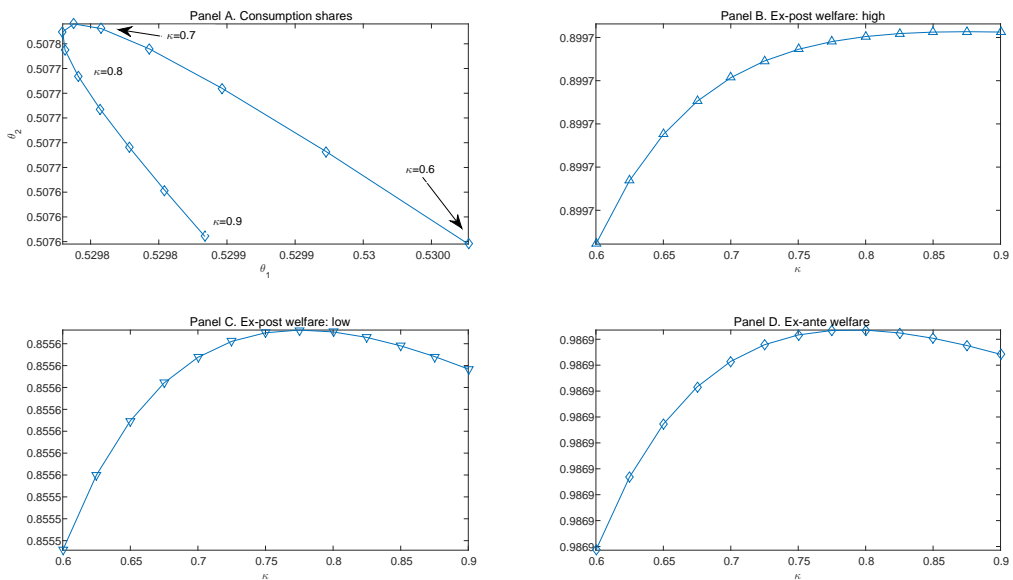 Panel A. Consumption shares
0.5078
0.5077
0.5077
0.5077
0.5077
0.5077
0.5076
0.5076
0.5076
θ2
κ=0.7
κ=0.8
κ=0.6
κ=0.9
0.5298 0.5298 0.5299 0.5299 0.53 0.5300
θ1
Panel B. Ex-post welfare: high
0.8997
0.8997
0.8997
0.8997
0.8997
0.6 0.65 0.7 0.75 0.8 0.85 0.9
κ
Panel C. Ex-post welfare: low
0.8556
0.8556
0.8556
0.8556
0.8556
0.8556
0.8555
0.8555
0.8555
0.6 0.65 0.7 0.75 0.8 0.85 0.9
κ
Panel D. Ex-ante welfare
0.9869
0.9869
0.9869
0.9869
0.9869
0.9869
0.9869
0.9869
0.9869
0.6 0.65 0.7 0.75 0.8 0.85 0.9
κ